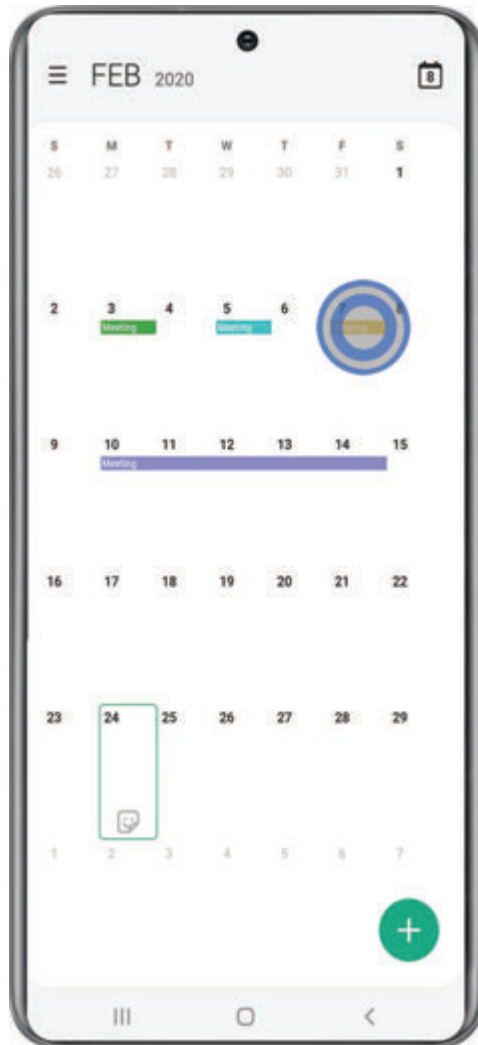 FEB 2020
8
S M T W T F S
26 27 28 29 30 31 1
2 3 4 5 6 7 8
Meeting Meeting
9 10 11 12 13 14 15
Meeting
16 17 18 19 20 21 22
23 24 25 26 27 28 29
1 2 3 4 5 6 7